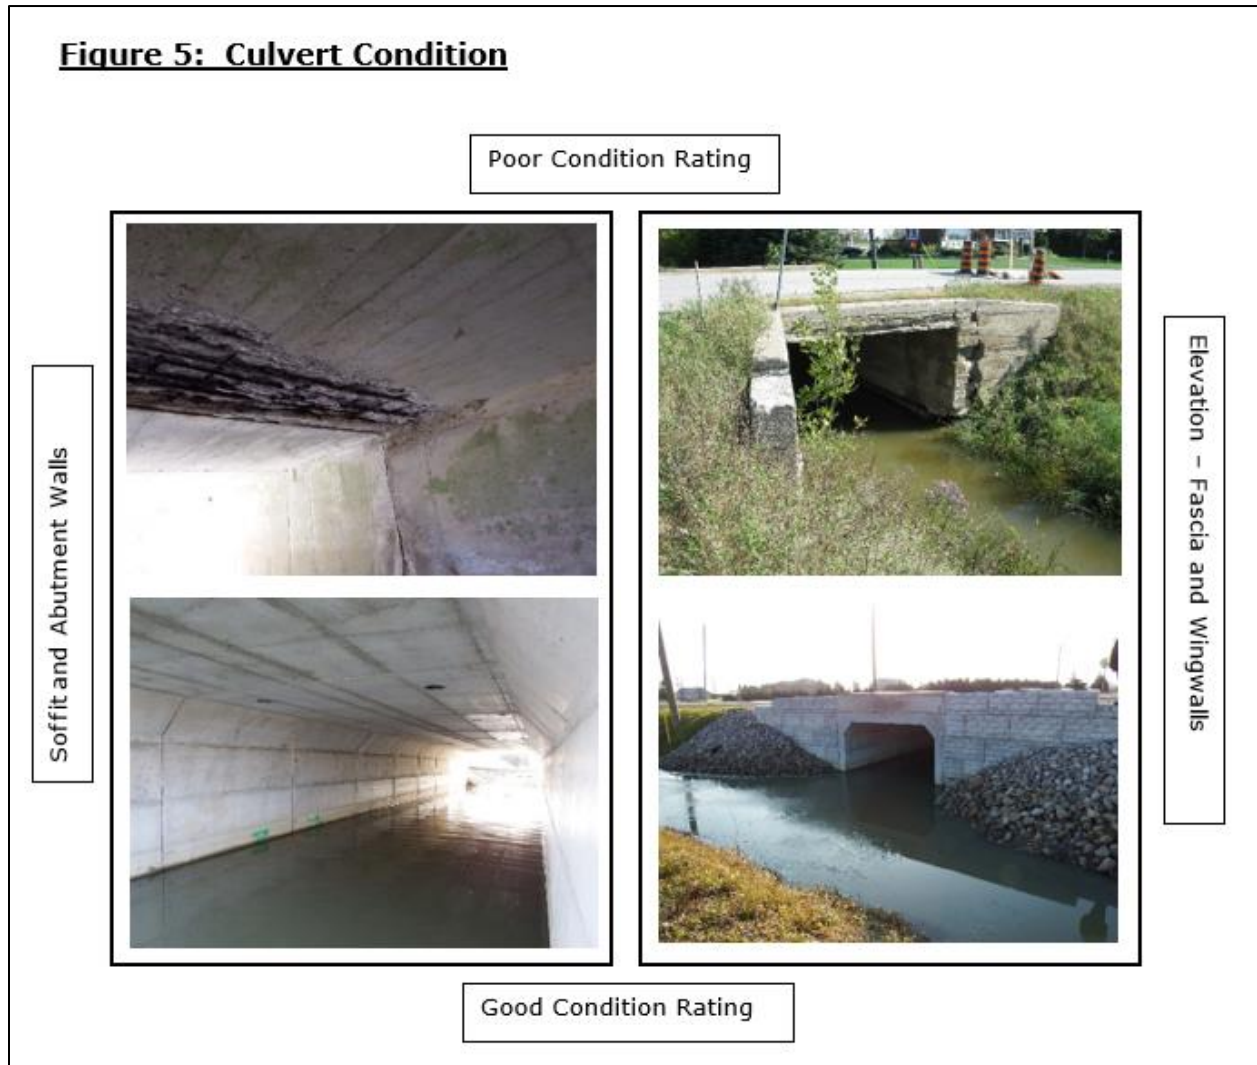 Figure 5:  Culvert Condition
Poor Condition Rating
Soffit and Abutment Walls
Elevation – Fascia and Wingwalls
Good Condition Rating